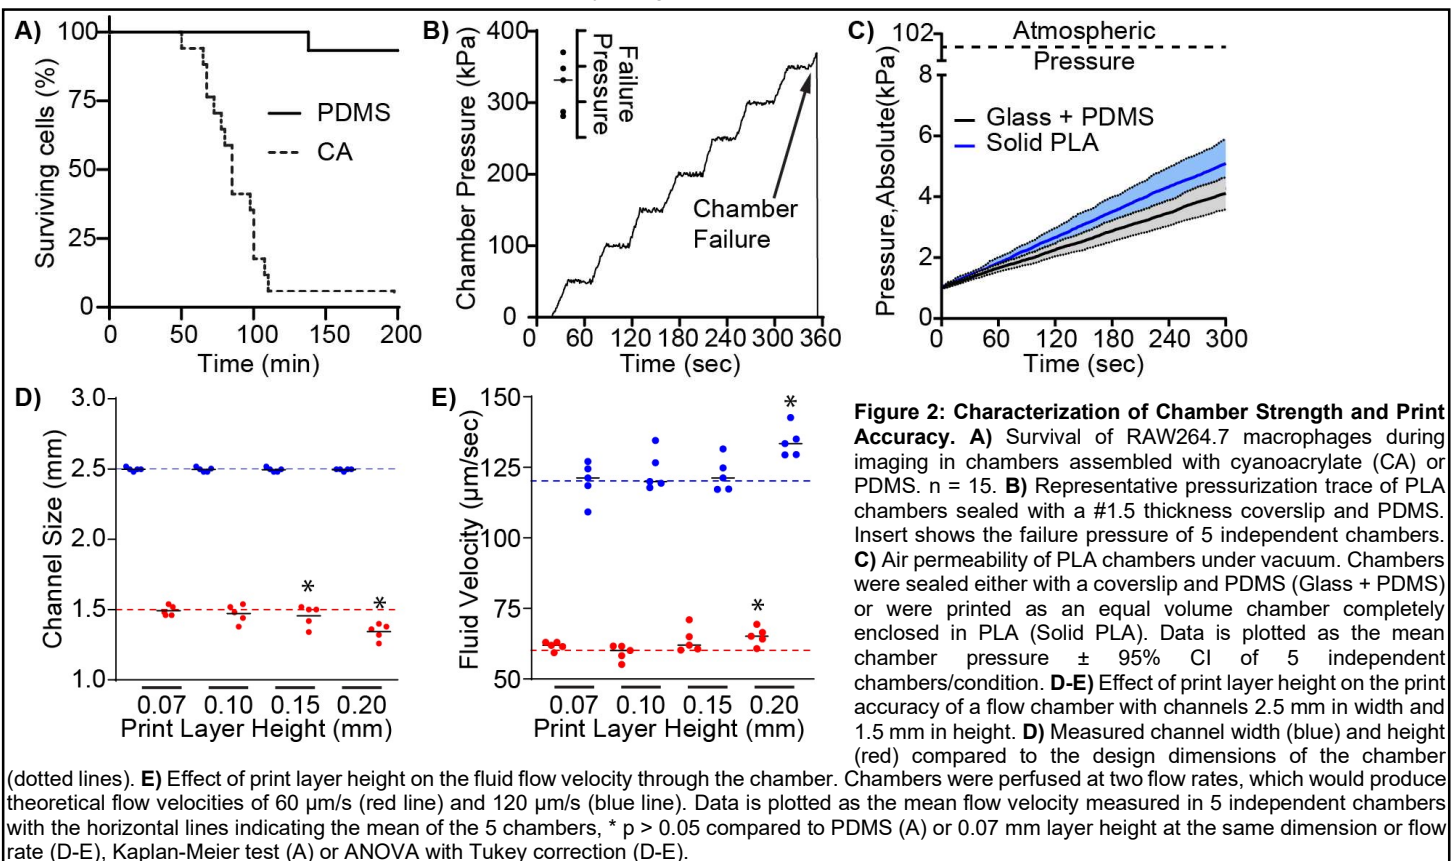 A)
Surviving cells (%)
100
75
50
25
0
PDMS
CA
0 50 100 150 200
Time (min)
B)
Chamber Pressure (kPa)
400
300
200
100
0
Failure
Pressure
Chamber
Failure
0 60 120 180 240 300 360
Time (sec)
C)
Pressure,Absolute(kPa)
102
8
6
4
2
0
Atmospheric
Pressure
Glass + PDMS
Solid PLA
0 60 120 180 240 300
Time (sec)
D)
Channel Size (mm)
3.0
2.5
2.0
1.5
1.0
* *
0.07 0.10 0.15 0.20
Print Layer Height (mm)
E)
Fluid Velocity (µm/sec)
150
125
100
75
50
*
*
0.07 0.10 0.15 0.20
Print Layer Height (mm)
Figure 2: Characterization of Chamber Strength and Print
Accuracy. A) Survival of RAW264.7 macrophages during
imaging in chambers assembled with cyanoacrylate (CA) or
PDMS. n = 15. B) Representative pressurization trace of PLA
chambers sealed with a #1.5 thickness coverslip and PDMS.
Insert shows the failure pressure of 5 independent chambers.
C) Air permeability of PLA chambers under vacuum. Chambers
were sealed either with a coverslip and PDMS (Glass + PDMS)
or were printed as an equal volume chamber completely
enclosed in PLA (Solid PLA). Data is plotted as the mean
chamber pressure ± 95% CI of 5 independent
chambers/condition. D-E) Effect of print layer height on the print
accuracy of a flow chamber with channels 2.5 mm in width and
1.5 mm in height. D) Measured channel width (blue) and height
(red) compared to the design dimensions of the chamber
(dotted lines). E) Effect of print layer height on the fluid flow velocity through the chamber. Chambers were perfused at two flow rates, which would produce
theoretical flow velocities of 60 µm/s (red line) and 120 µm/s (blue line). Data is plotted as the mean flow velocity measured in 5 independent chambers
with the horizontal lines indicating the mean of the 5 chambers, * p > 0.05 compared to PDMS (A) or 0.07 mm layer height at the same dimension or flow
rate (D-E), Kaplan-Meier test (A) or ANOVA with Tukey correction (D-E).